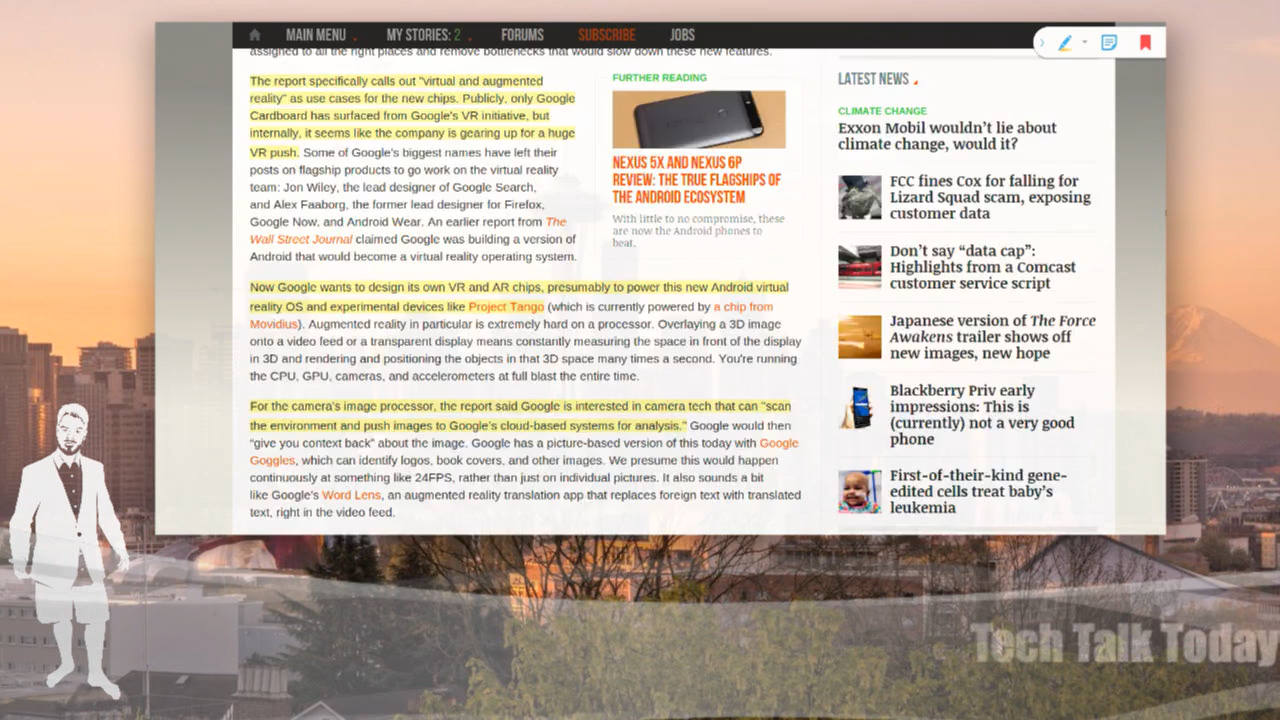 MAIN MENU
MY STORIES: 2
FORUMS
SUBSCRIBE
JOBS
assigned to all the right places and remove bottlenecks that would slow down these new features.
The report specifically calls out "virtual and augmented
reality" as use cases for the new chips. Publicly, only Google
Cardboard has surfaced from Google's VR initiative, but
internally, it seems like the company is gearing up for a huge
VR push. Some of Google's biggest names have left their
posts on flagship products to go work on the virtual reality
team: Jon Wiley, the lead designer of Google Search,
and Alex Faaborg, the former lead designer for Firefox,
Google Now, and Android Wear. An earlier report from The
Wall Street Journal claimed Google was building a version of
Android that would become a virtual reality operating system.
FURTHER READING
NEXUS 5X AND NEXUS 6P
REVIEW: THE TRUE FLAGSHIPS OF
THE ANDROID ECOSYSTEM
With little to no compromise, these
are now the Android phones to
beat.
Now Google wants to design its own VR and AR chips, presumably to power this new Android virtual
reality OS and experimental devices like Project Tango (which is currently powered by a chip from
Movidius). Augmented reality in particular is extremely hard on a processor. Overlaying a 3D image
onto a video feed or a transparent display means constantly measuring the space in front of the display
in 3D and rendering and positioning the objects in that 3D space many times a second. You're running
the CPU, GPU, cameras, and accelerometers at full blast the entire time.
For the camera's image processor, the report said Google is interested in camera tech that can "scan
the environment and push images to Google's cloud-based systems for analysis." Google would then
"give you context back" about the image. Google has a picture-based version of this today with Google
Goggles, which can identify logos, book covers, and other images. We presume this would happen
continuously at something like 24FPS, rather than just on individual pictures. It also sounds a bit
like Google's Word Lens, an augmented reality translation app that replaces foreign text with translated
text, right in the video feed.
LATEST NEWS
CLIMATE CHANGE
Exxon Mobil wouldn't lie about
climate change, would it?
FCC fines Cox for falling for
Lizard Squad scam, exposing
customer data
Don't say "data cap":
Highlights from a Comcast
customer service script
Japanese version of The Force
Awakens trailer shows off
new images, new hope
Blackberry Priv early
impressions: This is
(currently) not a very good
phone
First-of-their-kind gene-
edited cells treat baby's
leukemia
Tech Talk Today